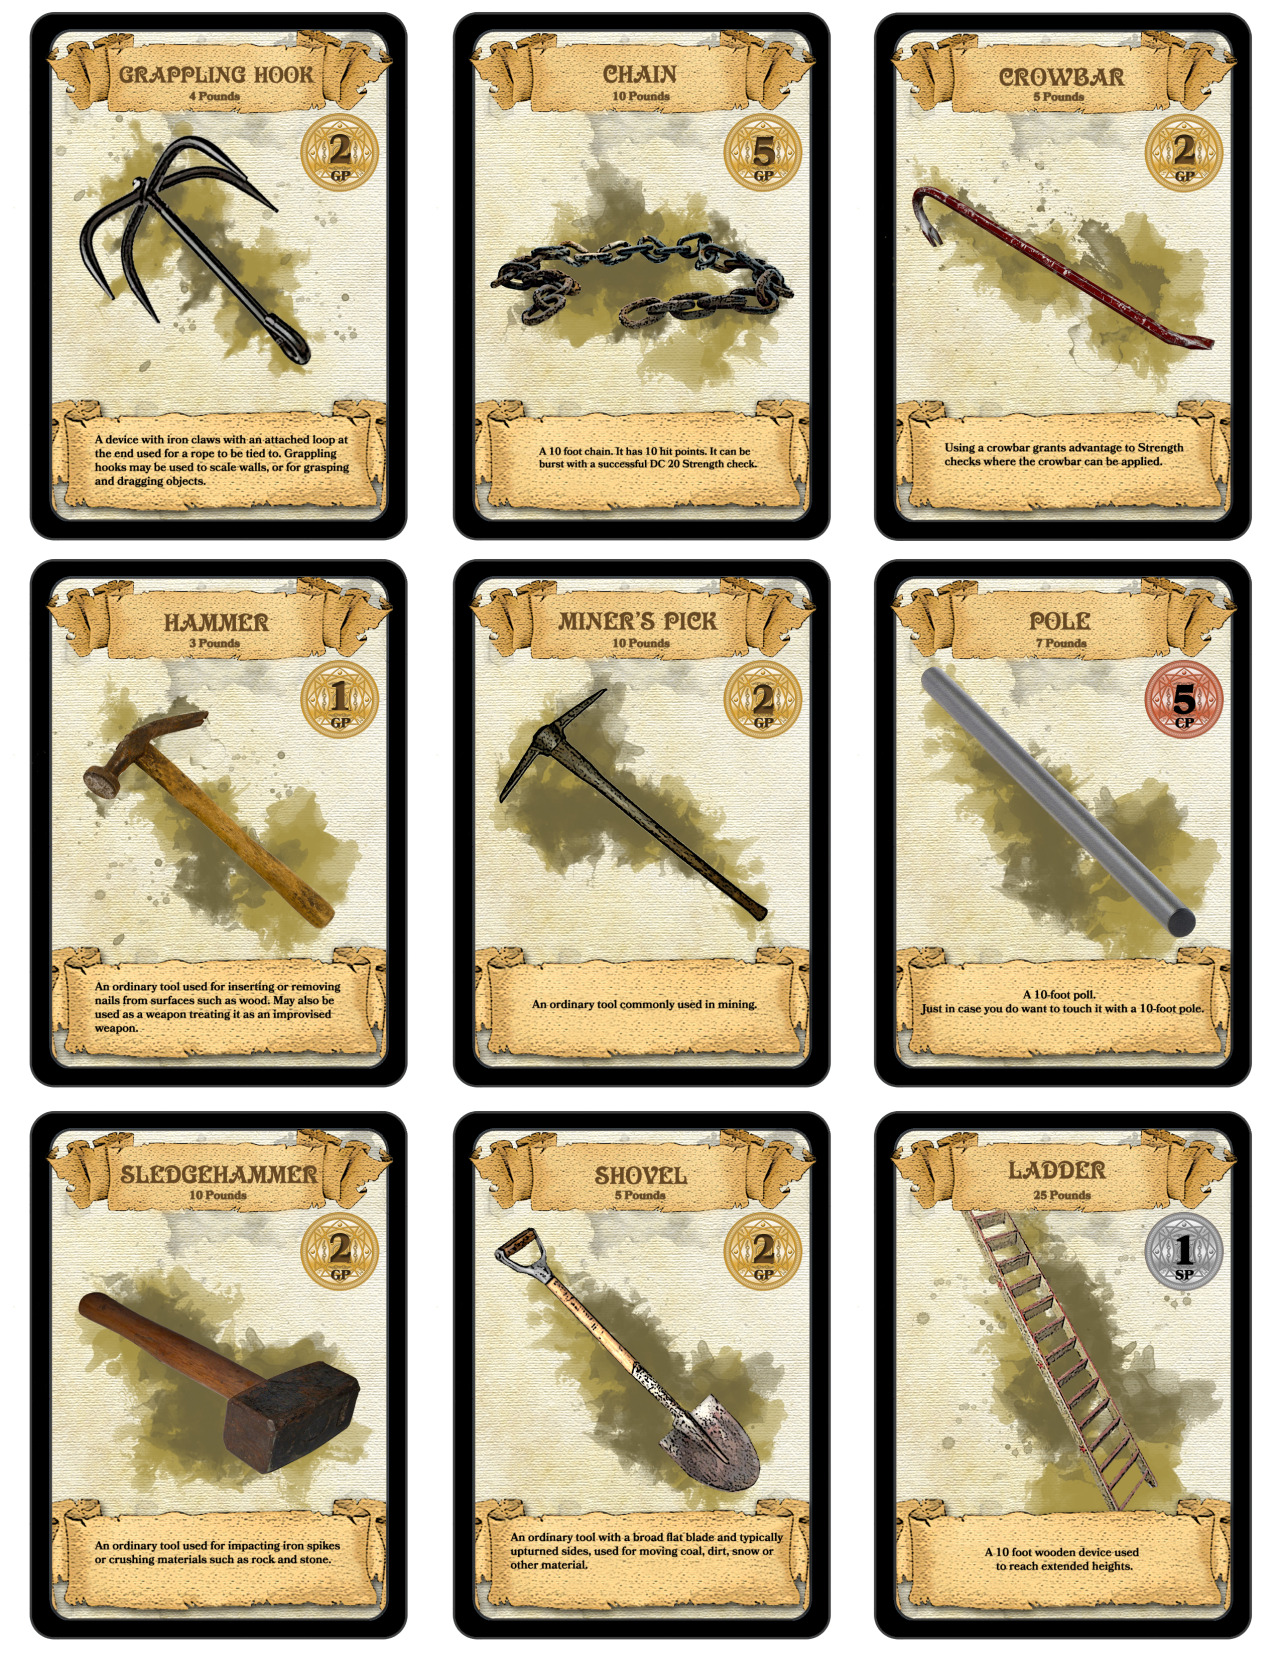 GRAPPLING HOOK
4 Pounds
2
GP
A device with iron claws with an attached loop at
the end used for a rope to be tied to. Grappling
hooks may be used to scale walls, or for grasping
and dragging objects.
CHAIN
10 Pounds
5
GP
A 10 foot chain. It has 10 hit points. It can be
burst with a successful DC 20 Strength check.
CROWBAR
5 Pounds
2
GP
Using a crowbar grants advantage to Strength
checks where the crowbar can be applied.
HAMMER
3 Pounds
1
GP
An ordinary tool used for inserting or removing
nails from surfaces such as wood. May also be
used as a weapon treating it as an improvised
weapon.
MINER'S PICK
10 Pounds
2
GP
An ordinary tool commonly used in mining.
POLE
7 Pounds
5
CP
A 10-foot poll.
Just in case you do want to touch it with a 10-foot pole.
SLEDGEHAMMER
10 Pounds
2
GP
An ordinary tool used for impacting iron spikes
or crushing materials such as rock and stone.
SHOVEL
5 Pounds
2
GP
An ordinary tool with a broad flat blade and typically
upturned sides, used for moving coal, dirt, snow or
other material.
LADDER
25 Pounds
1
SP
A 10 foot wooden device used
to reach extended heights.